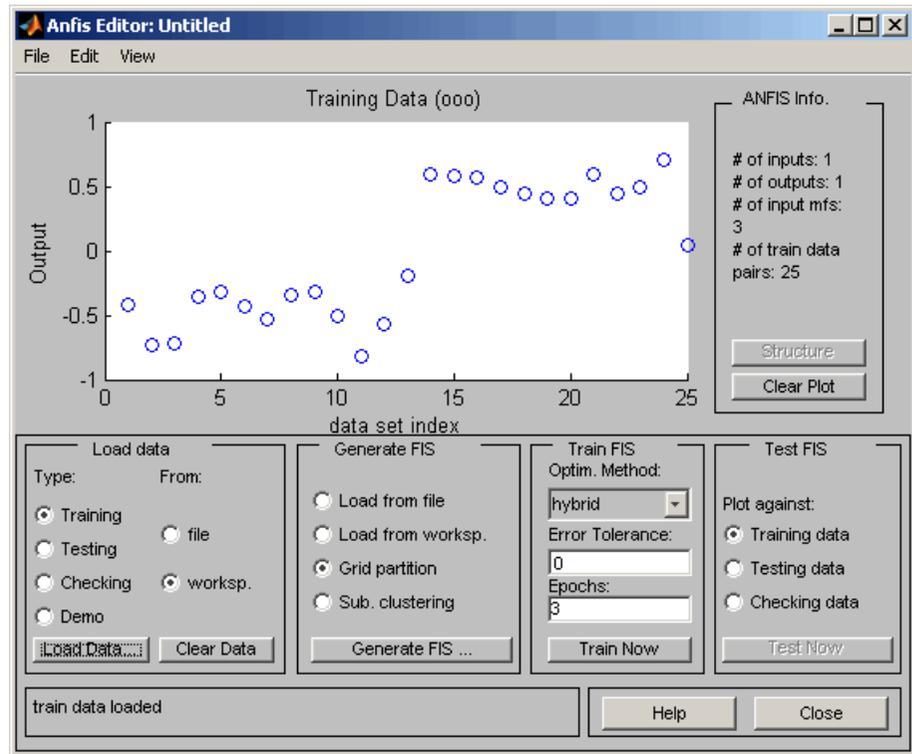 Anfis Editor: Untitled
File Edit View
Training Data (ooo)
1
0.5
0
-0.5
-1
Output
0 5 10 15 20 25
data set index
ANFIS Info.
# of inputs: 1
# of outputs: 1
# of input mfs:
3
# of train data
pairs: 25
Structure
Clear Plot
Load data
Type: From:
Training
Testing
Checking
Demo
file
worksp.
Load Data...
Clear Data
Generate FIS
Load from file
Load from worksp.
Grid partition
Sub. clustering
Generate FIS ...
Train FIS
Optim. Method:
hybrid
Error Tolerance:
0
Epochs:
3
Train Now
Test FIS
Plot against:
Training data
Testing data
Checking data
Test Now
train data loaded
Help
Close